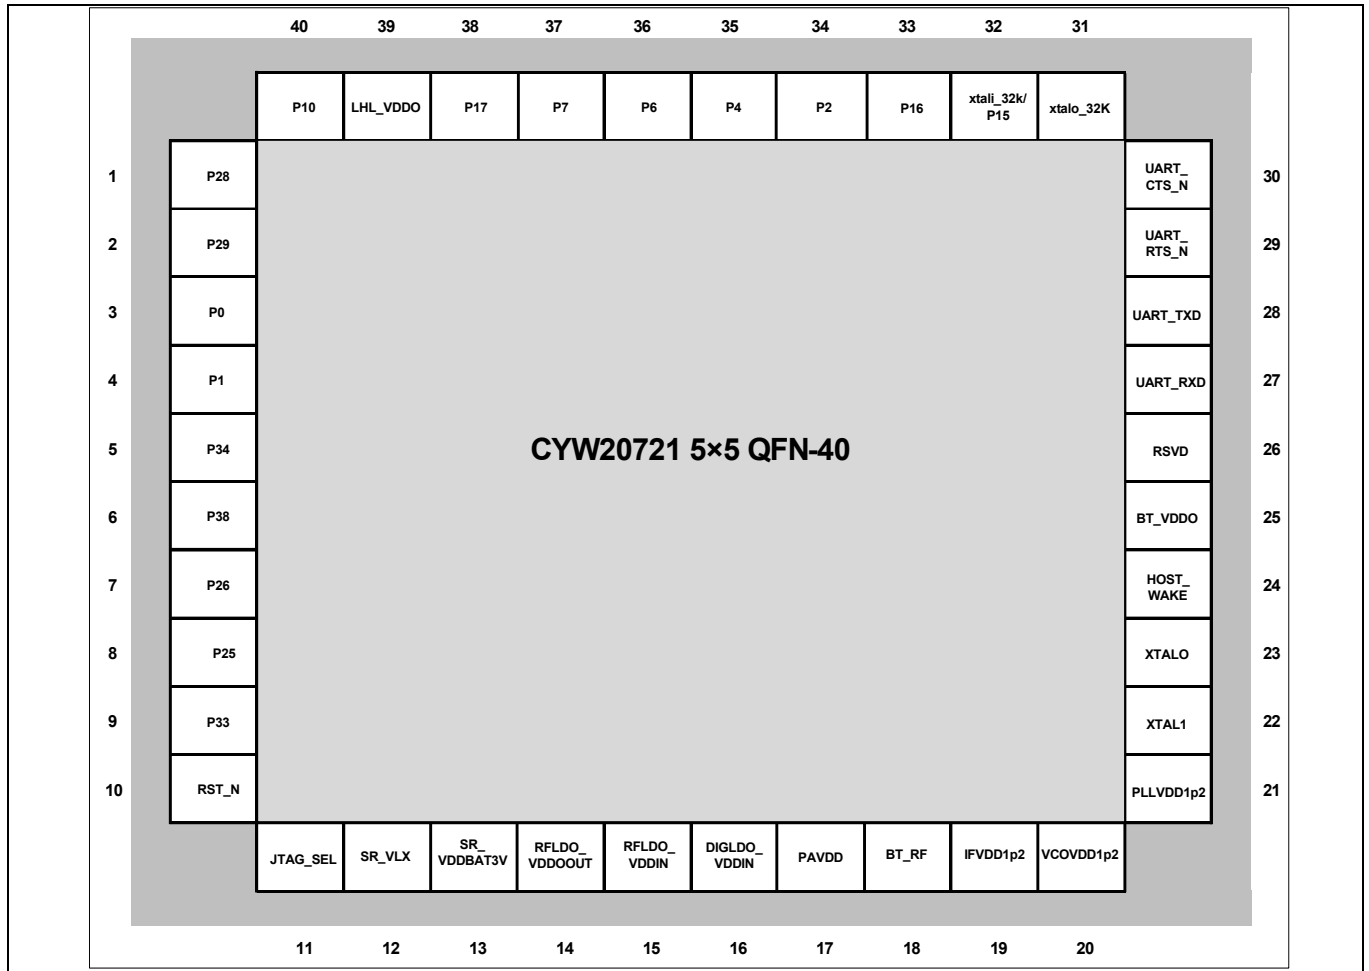 40 39 38 37 36 35 34 33 32 31
P10 LHL_VDDO P17 P7 P6 P4 P2 P16 xtali_32k/ xtalo_32K
P15
1 P28 UART_ 30
CTS_N
2 P29 UART_ 29
RTS_N
3 P0 UART_TXD 28
4 P1 UART_RXD 27
5 P34 CYW20721 5×5 QFN-40 RSVD 26
6 P38 BT_VDDO 25
7 P26 HOST_ 24
WAKE
8 P25 XTALO 23
9 P33 XTAL1 22
10 RST_N PLLVDD1p2 21
JTAG_SEL SR_VLX SR_ RFLDO_ RFLDO_ DIGLDO_ PAVDD BT_RF IFVDD1p2 VCOVDD1p2
VDDBAT3V VDDOOUT VDDIN VDDIN
11 12 13 14 15 16 17 18 19 20